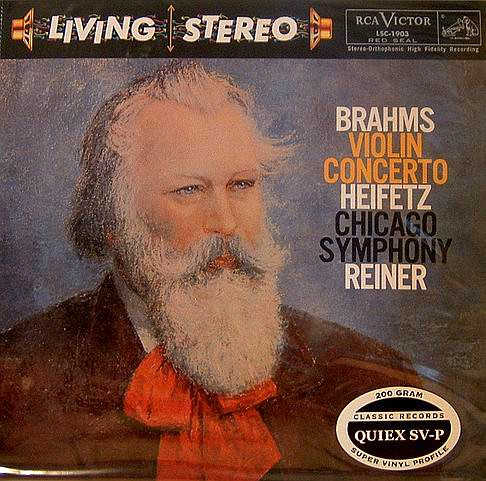 LIVING STEREO
RCA VICTOR
LSC-1903
RED SEAL
Stereo-Orthophonic High Fidelity Recording
BRAHMS
VIOLIN
CONCERTO
HEIFETZ
CHICAGO
SYMPHONY
REINER
200 GRAM
CLASSIC RECORDS
QUIEX SV-P
SUPER VINYL PROFILE